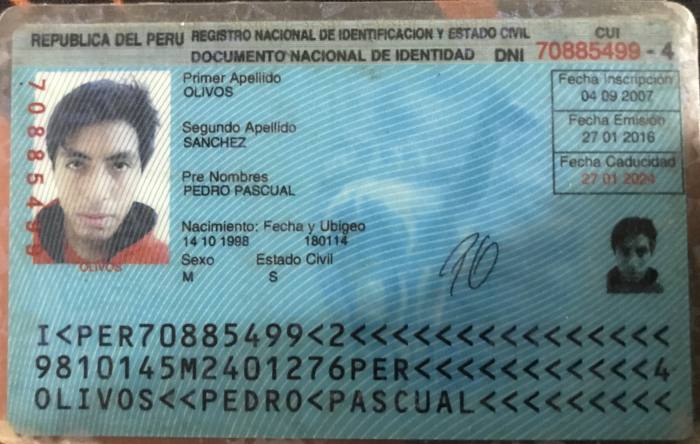 REPUBLICA DEL PERU REGISTRO NACIONAL DE IDENTIFICACION Y ESTADO CIVIL CUI
DOCUMENTO NACIONAL DE IDENTIDAD DNI 70885499 - 4
70885499
Primer Apellido
OLIVOS
Segundo Apellido
SANCHEZ
Pre Nombres
PEDRO PASCUAL
Nacimiento: Fecha y Ubigeo
14 10 1998 180114
Sexo Estado Civil
M S
Fecha Inscripción
04 09 2007
Fecha Emisión
27 01 2016
Fecha Caducidad
27 01 2024
OLIVOS
I<PER70885499<2<<<<<<<<<<<<<<<
9810145M2401276PER<<<<<<<<<<<4
OLIVOS<<PEDRO<PASCUAL<<<<<<<<<